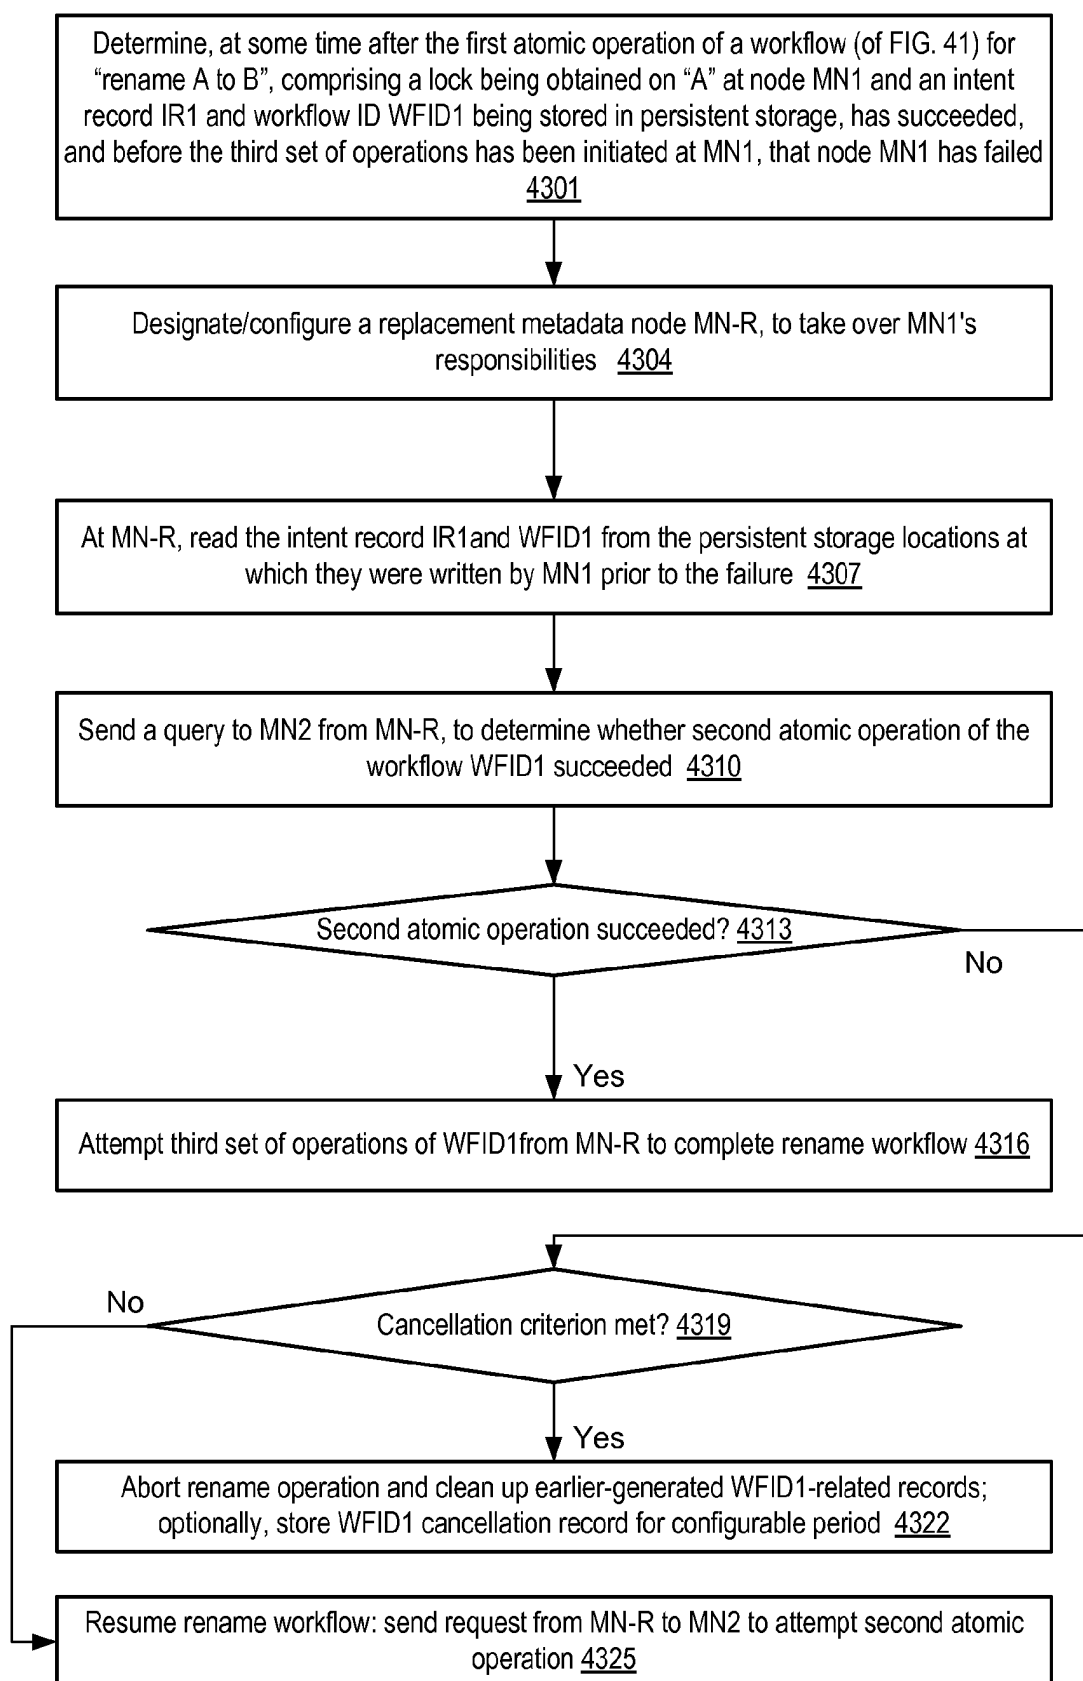 Determine, at some time after the first atomic operation of a workflow (of FIG. 41) for
“rename A to B”, comprising a lock being obtained on “A” at node MN1 and an intent
record IR1 and workflow ID WFID1 being stored in persistent storage, has succeeded,
and before the third set of operations has been initiated at MN1, that node MN1 has failed
4301
Designate/configure a replacement metadata node MN-R, to take over MN1's
responsibilities 4304
At MN-R, read the intent record IR1and WFID1 from the persistent storage locations at
which they were written by MN1 prior to the failure 4307
Send a query to MN2 from MN-R, to determine whether second atomic operation of the
workflow WFID1 succeeded 4310
Second atomic operation succeeded? 4313
No
Yes
Attempt third set of operations of WFID1from MN-R to complete rename workflow 4316
No
Cancellation criterion met? 4319
Yes
Abort rename operation and clean up earlier-generated WFID1-related records;
optionally, store WFID1 cancellation record for configurable period 4322
Resume rename workflow: send request from MN-R to MN2 to attempt second atomic
operation 4325